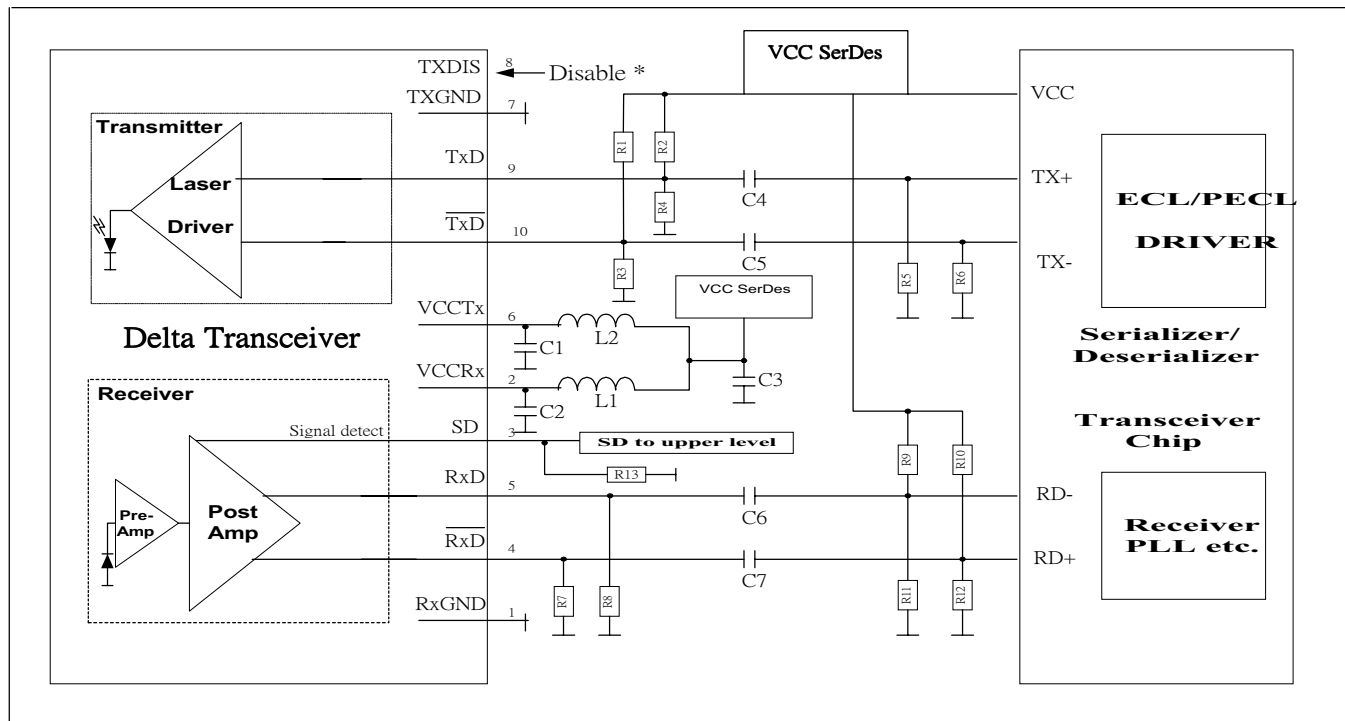 VCC SerDes
TXDIS
8
Disable *
TXGND
7
VCC
Transmitter
Laser
Driver
TxD
9
R1
R2
R4
C4
TX+
TxD
10
R3
C5
TX-
R5
R6
ECL/PECL
DRIVER
VCC SerDes
Delta Transceiver
VCCTx
6
C1
L2
VCCRx
2
C2
L1
C3
Serializer/
Deserializer
Transceiver
Chip
Receiver
Signal detect
SD
3
SD to upper level
R13
R9
R10
Pre-
Amp
Post
Amp
RxD
5
C6
RD-
RxD
4
C7
RD+
Receiver
PLL etc.
R7
R8
R11
R12
RxGND
1